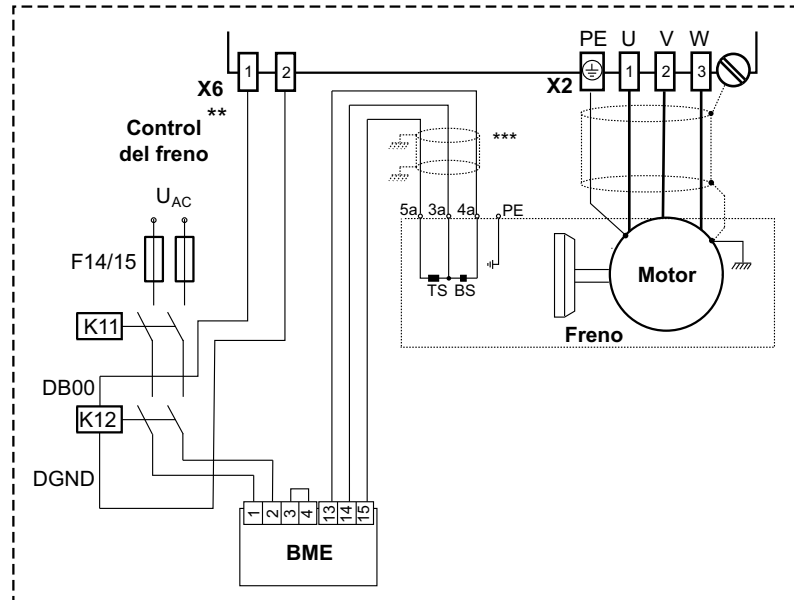 PE U V W
1 2
1 2 3
X6
X2
**
Control
del freno
***
U_AC
5a 3a 4a PE
F14/15
TS BS
Motor
K11
Freno
DB00
K12
DGND
1 2 3 4 13 14 15
BME